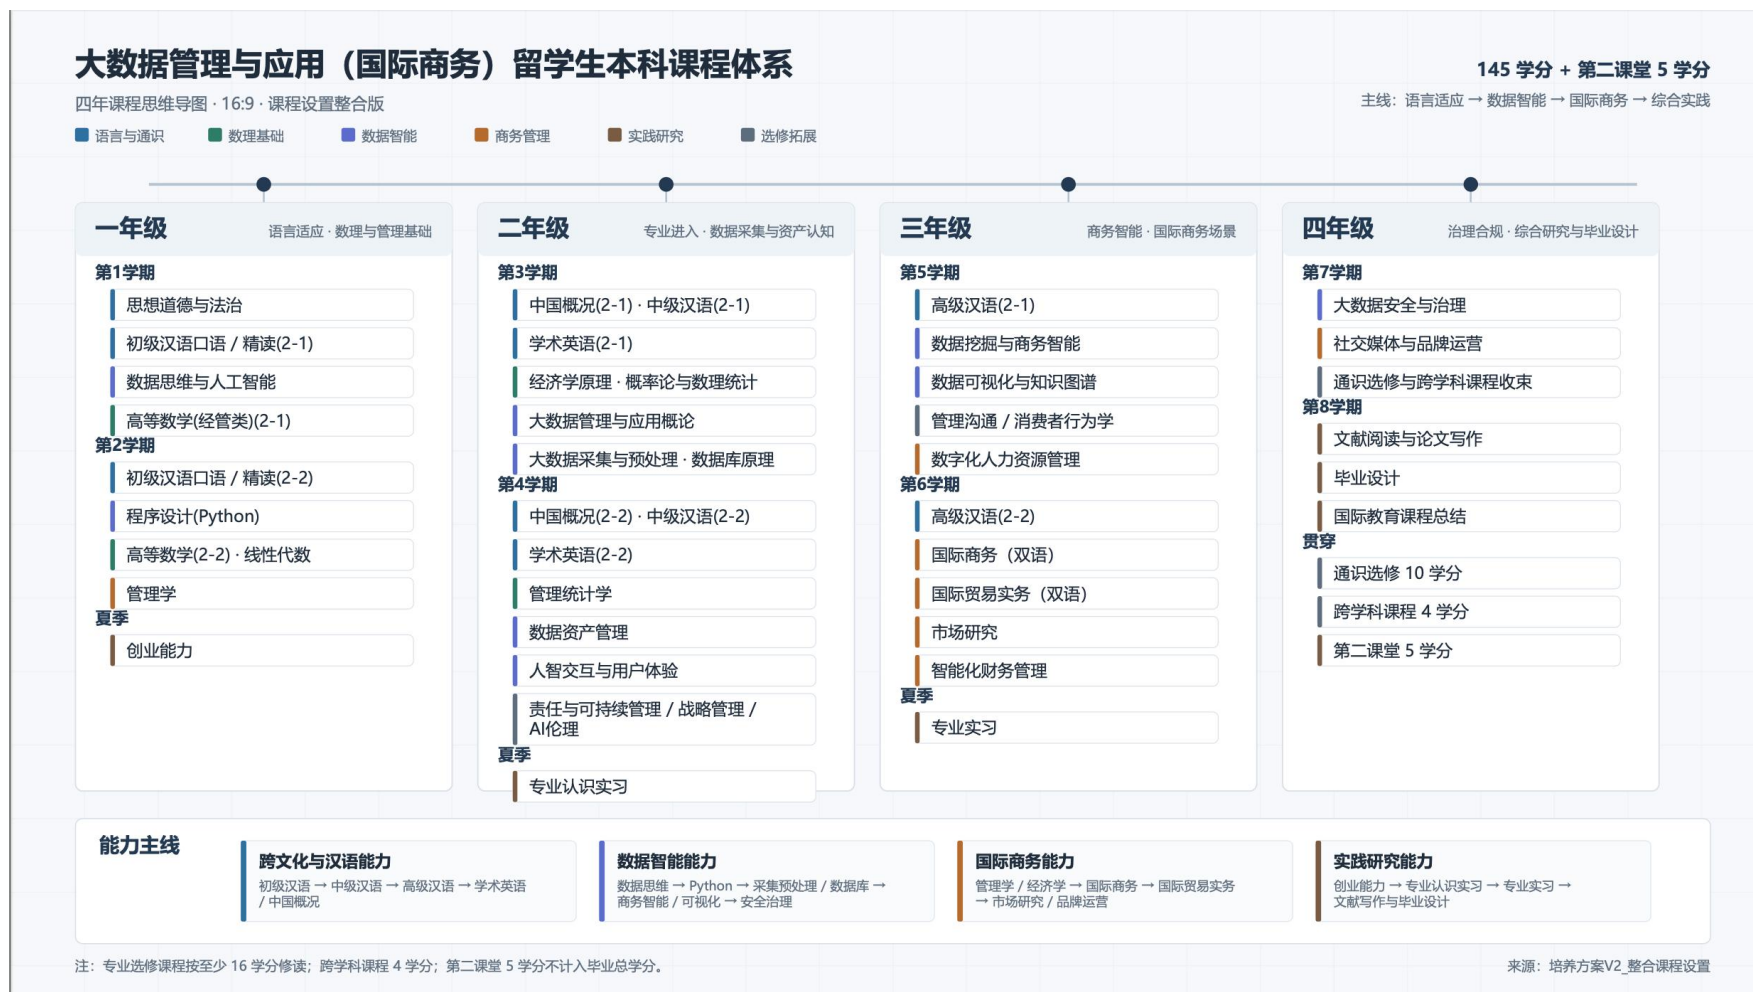 大数据管理与应用（国际商务）留学生本科课程体系
145 学分 + 第二课堂 5 学分
四年课程思维导图 · 16:9 · 课程设置整合版
主线：语言适应 → 数据智能 → 国际商务 → 综合实践
语言与通识
数理基础
数据智能
商务管理
实践研究
选修拓展
一年级
语言适应 · 数理与管理基础
第1学期
思想道德与法治
初级汉语口语 / 精读(2-1)
数据思维与人工智能
高等数学(经管类)(2-1)
第2学期
初级汉语口语 / 精读(2-2)
程序设计(Python)
高等数学(2-2) · 线性代数
管理学
夏季
创业能力
二年级
专业进入 · 数据采集与资产认知
第3学期
中国概况(2-1) · 中级汉语(2-1)
学术英语(2-1)
经济学原理 · 概率论与数理统计
大数据管理与应用概论
大数据采集与预处理 · 数据库原理
第4学期
中国概况(2-2) · 中级汉语(2-2)
学术英语(2-2)
管理统计学
数据资产管理
人智交互与用户体验
责任与可持续管理 / 战略管理 /
AI伦理
夏季
专业认识实习
三年级
商务智能 · 国际商务场景
第5学期
高级汉语(2-1)
数据挖掘与商务智能
数据可视化与知识图谱
管理沟通 / 消费者行为学
数字化人力资源管理
第6学期
高级汉语(2-2)
国际商务（双语）
国际贸易实务（双语）
市场研究
智能化财务管理
夏季
专业实习
四年级
治理合规 · 综合研究与毕业设计
第7学期
大数据安全与治理
社交媒体与品牌运营
通识选修与跨学科课程收束
第8学期
文献阅读与论文写作
毕业设计
国际教育课程总结
贯穿
通识选修 10 学分
跨学科课程 4 学分
第二课堂 5 学分
能力主线
跨文化与汉语能力
初级汉语 → 中级汉语 → 高级汉语 → 学术英语
/ 中国概况
数据智能能力
数据思维 → Python → 采集预处理 / 数据库 →
商务智能 / 可视化 → 安全治理
国际商务能力
管理学 / 经济学 → 国际商务 → 国际贸易实务
→ 市场研究 / 品牌运营
实践研究能力
创业能力 → 专业认识实习 → 专业实习 →
文献写作与毕业设计
注：专业选修课程按至少 16 学分修读；跨学科课程 4 学分；第二课堂 5 学分不计入毕业总学分。
来源：培养方案V2_整合课程设置